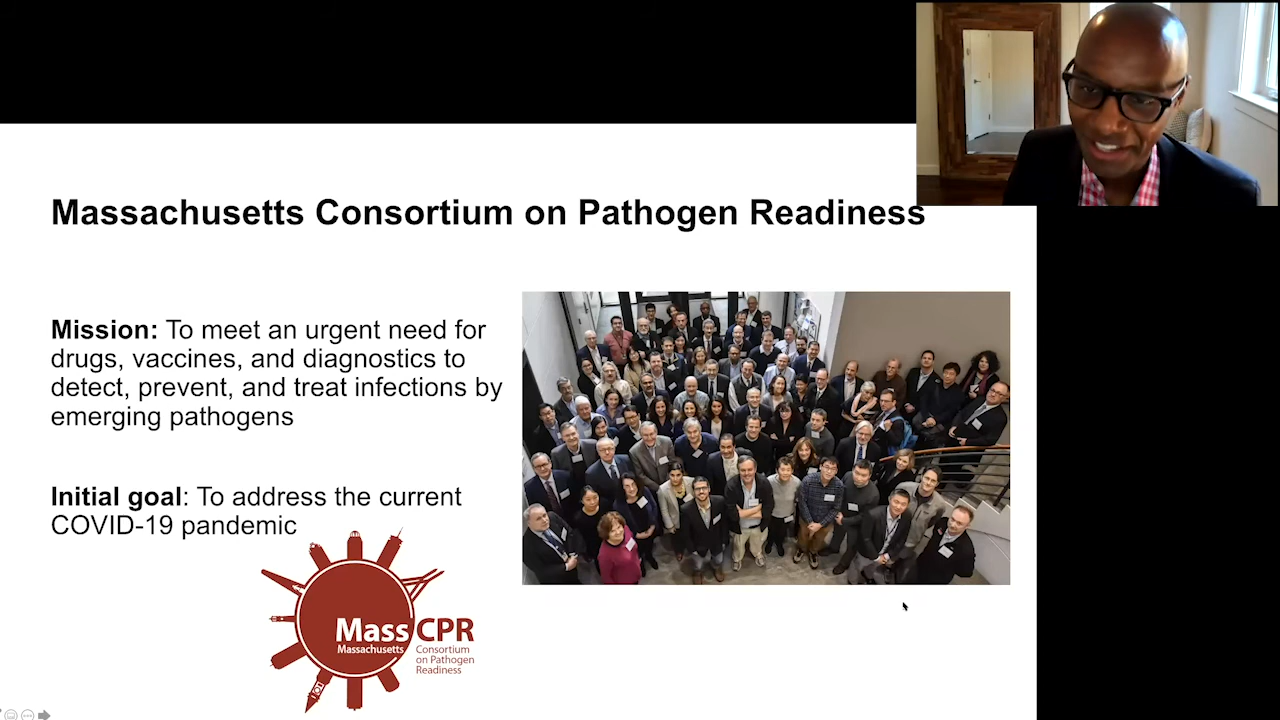 Massachusetts Consortium on Pathogen Readiness
Mission: To meet an urgent need for
drugs, vaccines, and diagnostics to
detect, prevent, and treat infections by
emerging pathogens
Initial goal: To address the current
COVID-19 pandemic
MassCPR
Massachusetts
Consortium
on Pathogen
Readiness